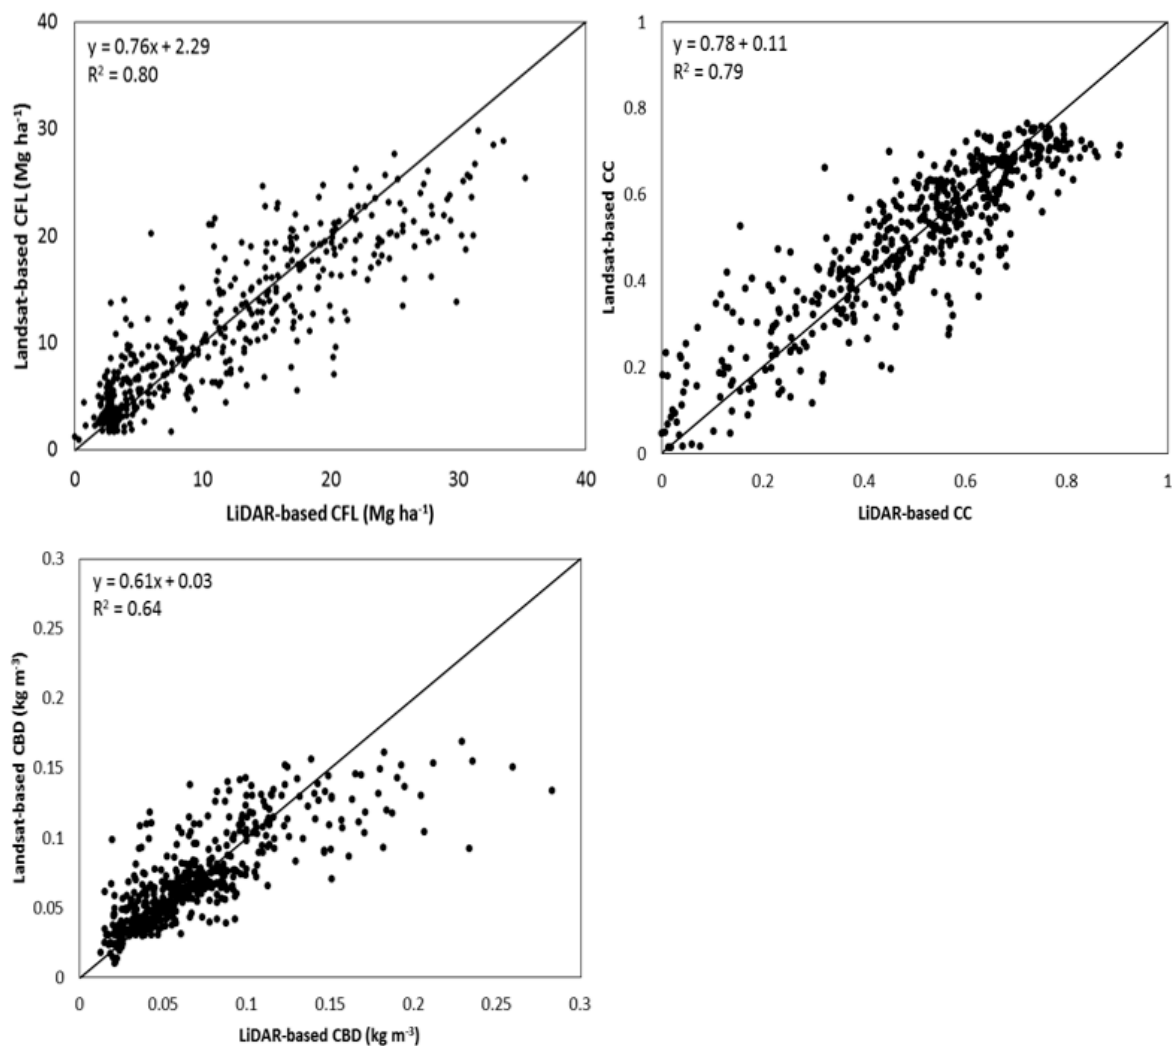 y = 0.76x + 2.29
R² = 0.80
40
30
20
10
0
0 10 20 30 40
Landsat-based CFL (Mg ha⁻¹)
LiDAR-based CFL (Mg ha⁻¹)
y = 0.78 + 0.11
R² = 0.79
1
0.8
0.6
0.4
0.2
0
0 0.2 0.4 0.6 0.8 1
Landsat-based CC
LiDAR-based CC
y = 0.61x + 0.03
R² = 0.64
0.3
0.25
0.2
0.15
0.1
0.05
0
0 0.05 0.1 0.15 0.2 0.25 0.3
Landsat-based CBD (kg m⁻³)
LiDAR-based CBD (kg m⁻³)